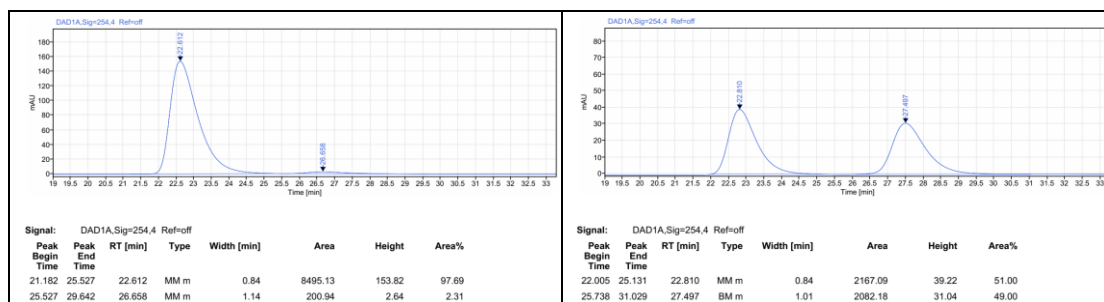 DAD1A,Sig=254,4 Ref=off
180
160
140
120
100
80
60
40
20
0
mAU
22.612
26.658
19 19.5 20 20.5 21 21.5 22 22.5 23 23.5 24 24.5 25 25.5 26 26.5 27 27.5 28 28.5 29 29.5 30 30.5 31 31.5 32 32.5 33
Time [min]
Signal: DAD1A,Sig=254,4 Ref=off
Peak Peak RT [min] Type Width [min] Area Height Area%
Begin End
Time Time
21.182 25.527 22.612 MM m 0.84 8495.13 153.82 97.69
25.527 29.642 26.658 MM m 1.14 200.94 2.64 2.31
DAD1A,Sig=254,4 Ref=off
80
70
60
50
40
30
20
10
0
mAU
22.810
27.497
19 19.5 20 20.5 21 21.5 22 22.5 23 23.5 24 24.5 25 25.5 26 26.5 27 27.5 28 28.5 29 29.5 30 30.5 31 31.5 32 32.5 33
Time [min]
Signal: DAD1A,Sig=254,4 Ref=off
Peak Peak RT [min] Type Width [min] Area Height Area%
Begin End
Time Time
22.005 25.131 22.810 MM m 0.84 2167.09 39.22 51.00
25.738 31.029 27.497 BM m 1.01 2082.18 31.04 49.00